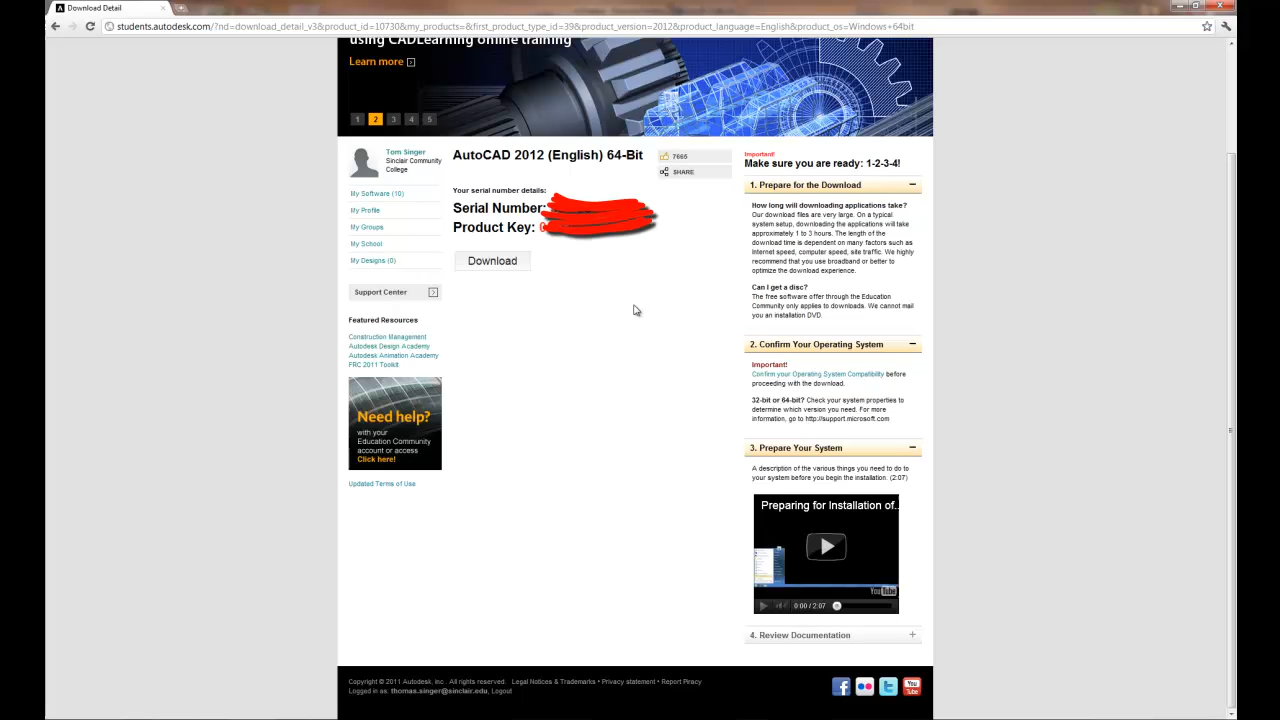 Download Detail
students.autodesk.com/?nd=download_detail_v3&product_id=10730&my_products=&first_product_type_id=39&product_version=2012&product_language=English&product_os=Windows+64bit
using CADLearning online training
Learn more
1 2 3 4 5
Tom Singer
Sinclair Community
College
My Software (10)
My Profile
My Groups
My School
My Designs (0)
Support Center
Featured Resources
Construction Management
Autodesk Design Academy
Autodesk Animation Academy
FRC 2011 Toolkit
Need help?
with your
Education Community
account or access
Click here!
Updated Terms of Use
AutoCAD 2012 (English) 64-Bit
7665
SHARE
Your serial number details:
Serial Number:
Product Key:
Download
Important!
Make sure you are ready: 1-2-3-4!
1. Prepare for the Download
How long will downloading applications take?
Our download files are very large. On a typical
system setup, downloading the applications will take
approximately 1 to 3 hours. The length of the
download time is dependent on many factors such as
Internet speed, computer speed, site traffic. We highly
recommend that you use broadband or better to
optimize the download experience.
Can I get a disc?
The free software offer through the Education
Community only applies to downloads. We cannot mail
you an installation DVD.
2. Confirm Your Operating System
Important!
Confirm your Operating System Compatibility before
proceeding with the download.
32-bit or 64-bit? Check your system properties to
determine which version you need. For more
information, go to http://support.microsoft.com
3. Prepare Your System
A description of the various things you need to do to
your system before you begin the installation. (2:07)
Preparing for Installation of..
YouTube
0:00 / 2:07
4. Review Documentation
Copyright © 2011 Autodesk, inc . All rights reserved. Legal Notices & Trademarks • Privacy statement • Report Piracy
Logged in as: thomas.singer@sinclair.edu, Logout
You Tube